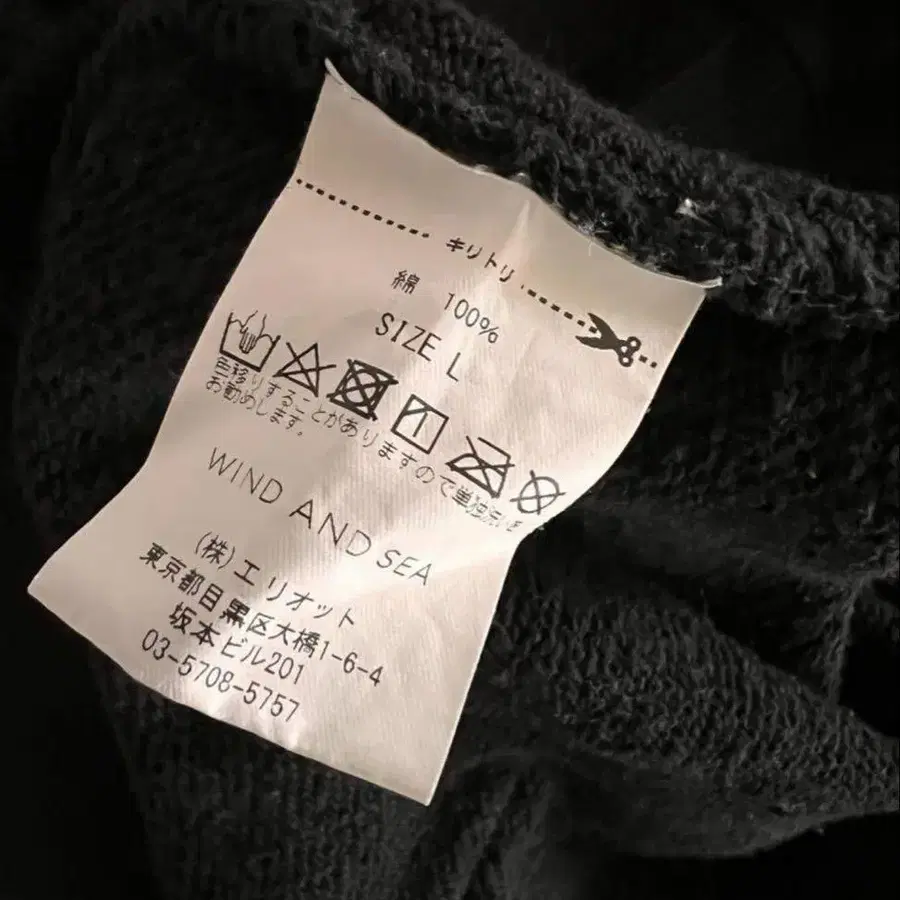 キリトリ
綿 100%
SIZE L
色移りすることがありますので単独洗いを
お勧めします。
WIND AND SEA
(株)エリオット
東京都目黒区大橋1-6-4
坂本ビル201
03-5708-5757